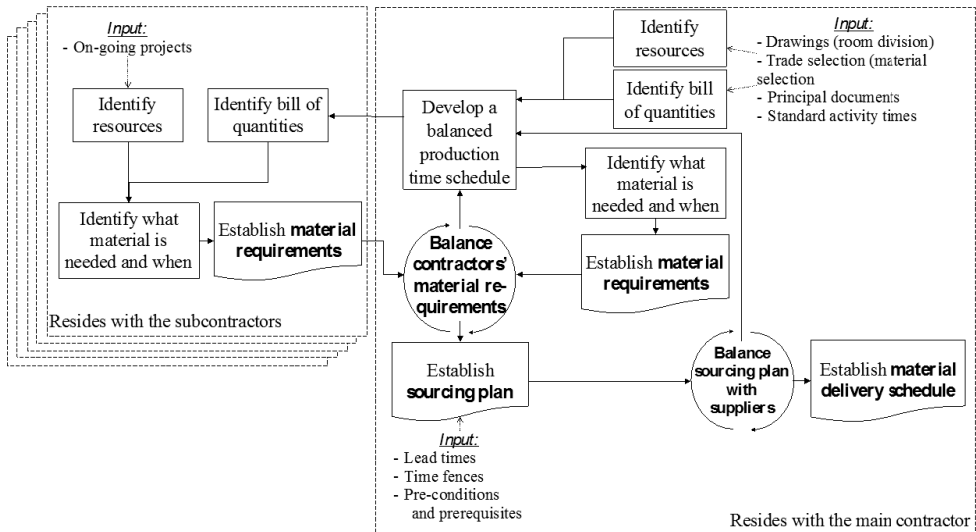 Input:
- On-going projects
Identify
resources
Identify bill of
quantities
Identify what
material is
needed and when
Establish material
requirements
Resides with the subcontractors
Develop a
balanced
production
time schedule
Identify
resources
Identify bill of
quantities
Input:
- Drawings (room division)
- Trade selection (material
selection
- Principal documents
- Standard activity times
Identify what
material is
needed and when
Establish material
requirements
Balance
contractors'
material re-
quirements
Establish
sourcing plan
Input:
- Lead times
- Time fences
- Pre-conditions
and prerequisites
Balance
sourcing plan
with
suppliers
Establish material
delivery schedule
Resides with the main contractor